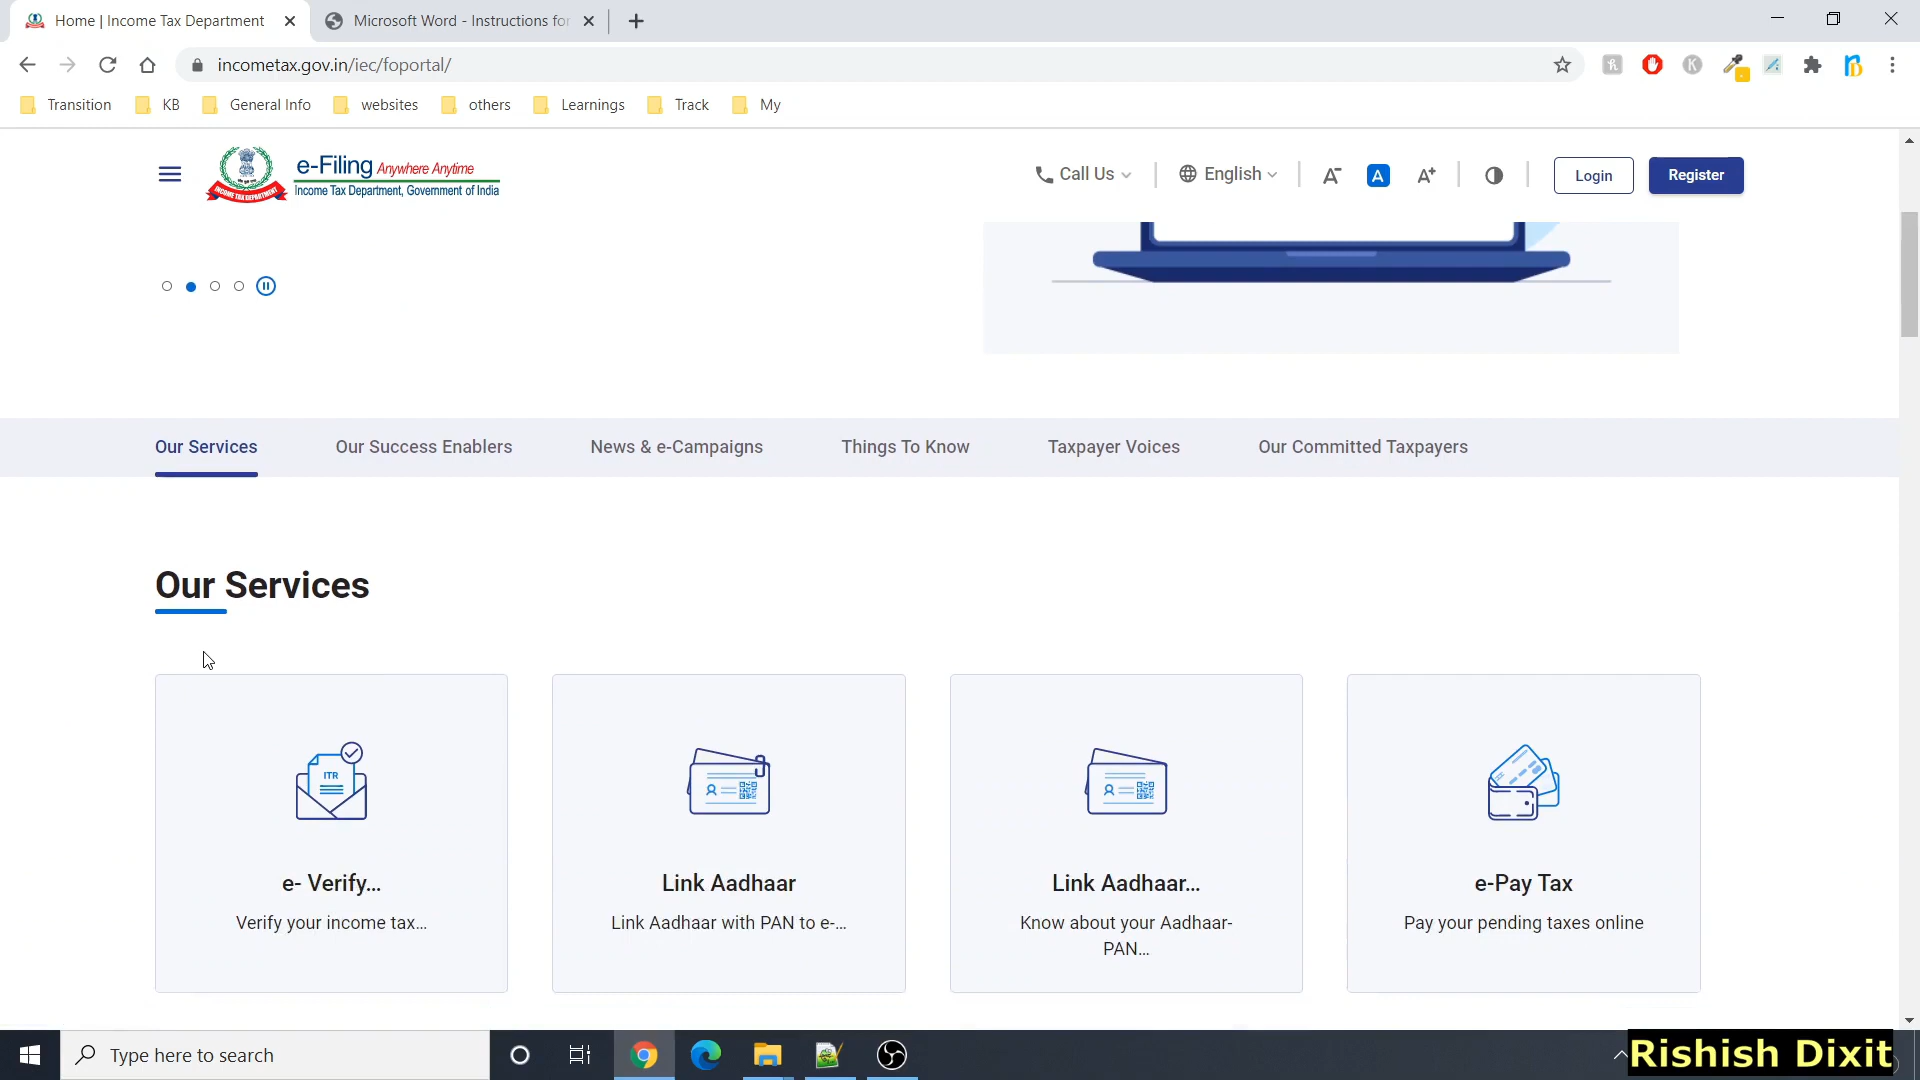 Home | Income Tax Department
Microsoft Word - Instructions for
incometax.gov.in/iec/foportal/
Transition
KB
General Info
websites
others
Learnings
Track
My
INCOME TAX DEPARTMENT
e-Filing Anywhere Anytime
Income Tax Department, Government of India
Call Us
English
A-
A
A+
Login
Register
Our Services
Our Success Enablers
News & e-Campaigns
Things To Know
Taxpayer Voices
Our Committed Taxpayers
Our Services
ITR
e- Verify...
Verify your income tax...
Link Aadhaar
Link Aadhaar with PAN to e-...
Link Aadhaar...
Know about your Aadhaar-
PAN...
e-Pay Tax
Pay your pending taxes online
Type here to search
Rishish Dixit